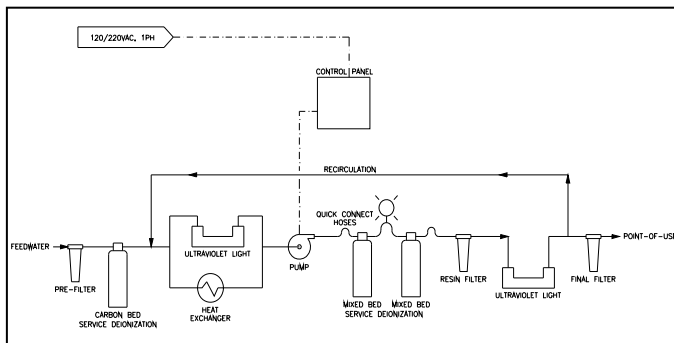 120/220VAC, 1PH
CONTROL PANEL
RECIRCULATION
QUICK CONNECT
HOSES
FEEDWATER
ULTRAVIOLET LIGHT
PUMP
POINT-OF-USE
PRE-FILTER
CARBON BED
SERVICE DEIONIZATION
HEAT
EXCHANGER
MIXED BED
SERVICE DEIONIZATION
MIXED BED
RESIN FILTER
ULTRAVIOLET LIGHT
FINAL FILTER